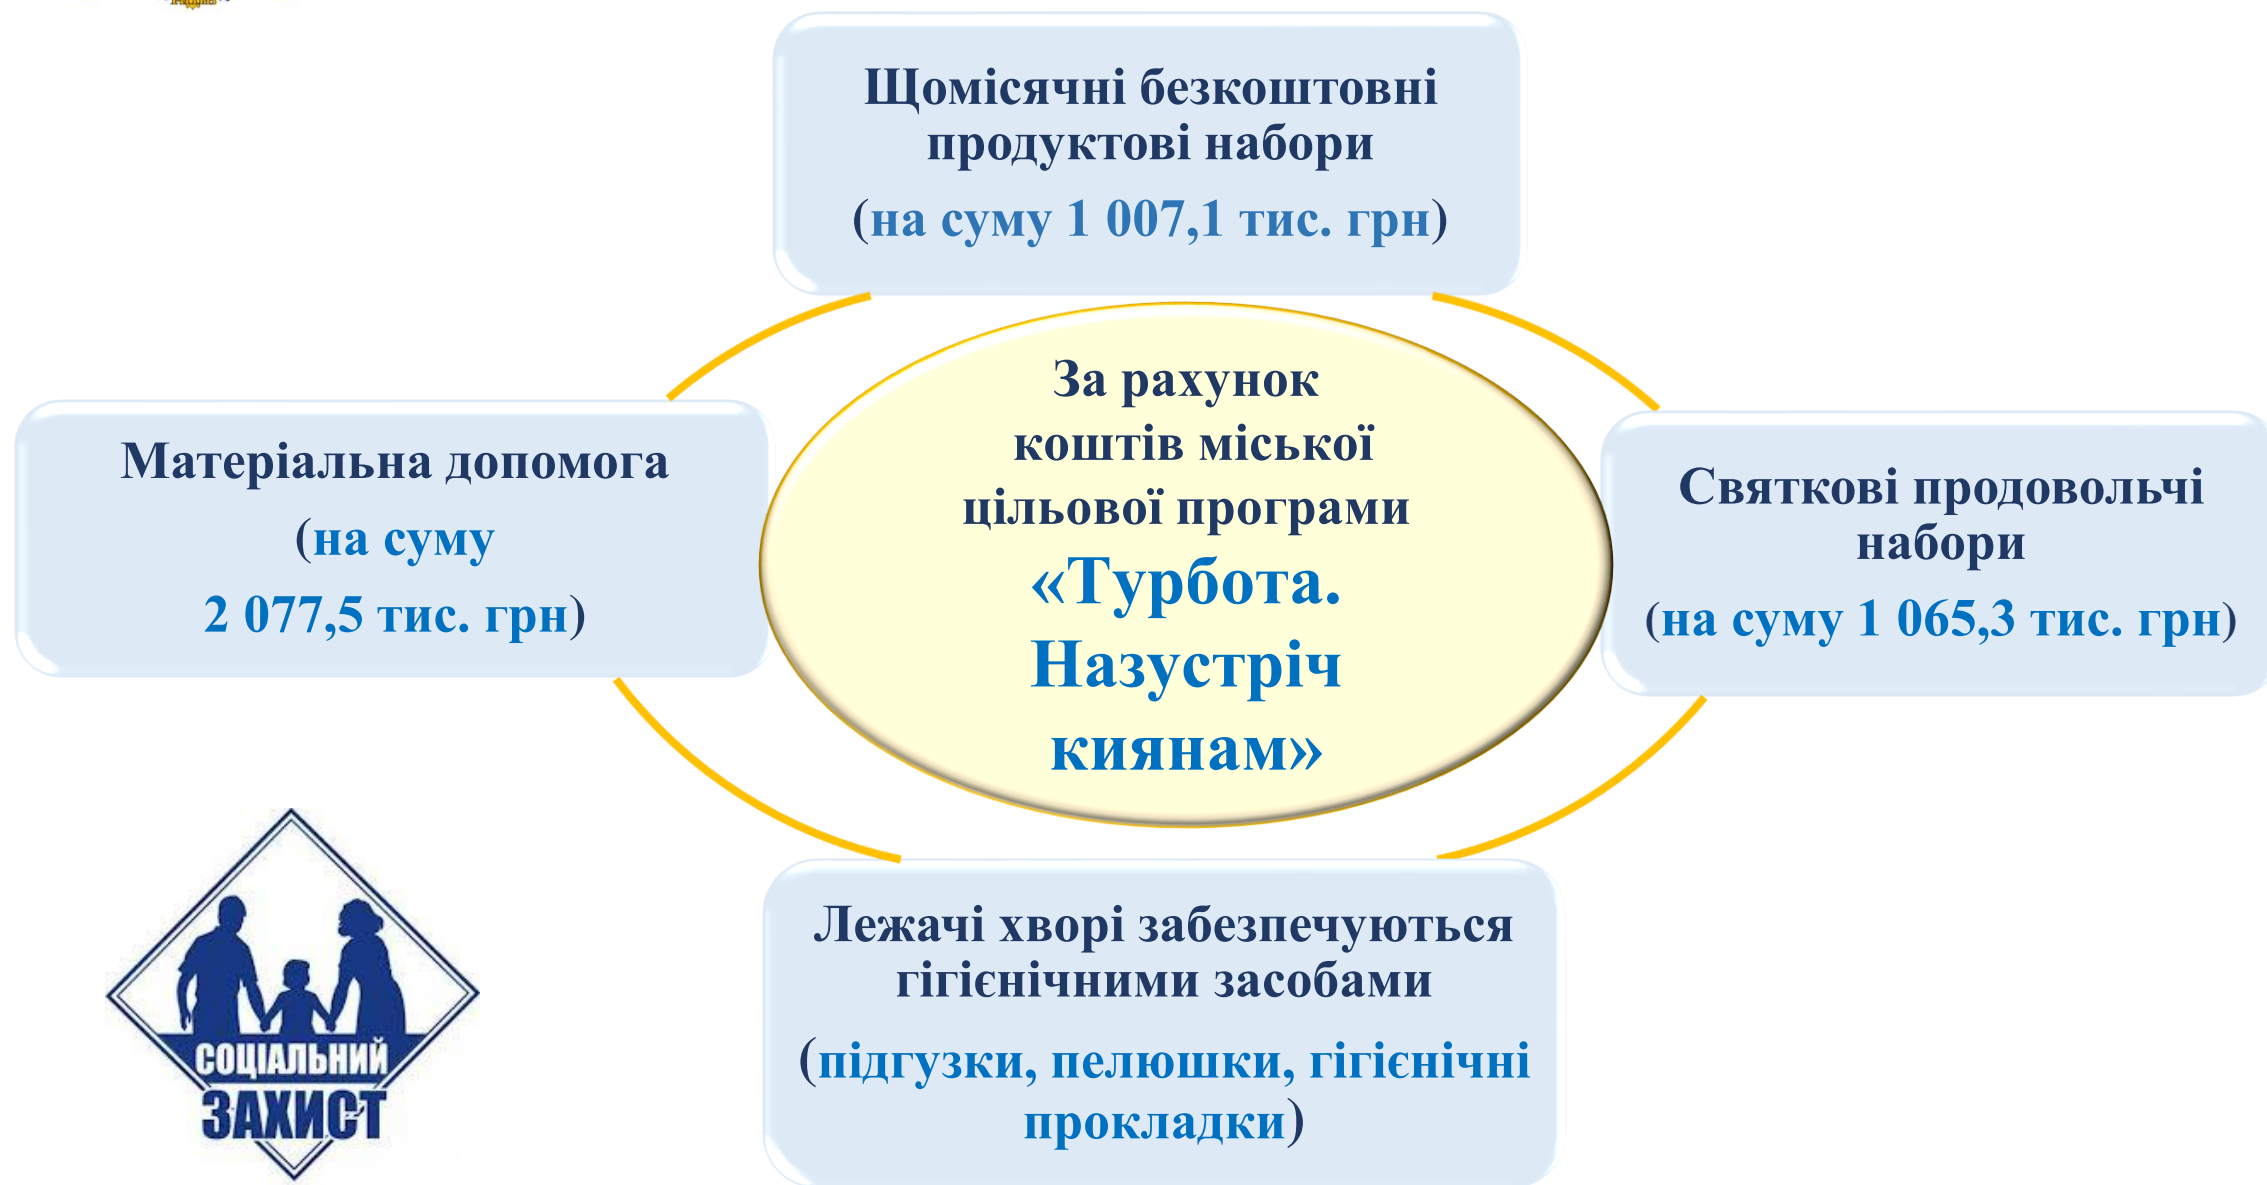 Щомісячні безкоштовні
продуктові набори
(на суму 1 007,1 тис. грн)
За рахунок
коштів міської
цільової програми
«Турбота.
Назустріч
киянам»
Матеріальна допомога
(на суму
2 077,5 тис. грн)
Святкові продовольчі
набори
(на суму 1 065,3 тис. грн)
Лежачі хворі забезпечуються
гігієнічними засобами
(підгузки, пелюшки, гігієнічні
прокладки)
СОЦІАЛЬНИЙ
ЗАХИСТ